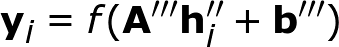 𝐲ᵢ = f(𝐀‴𝐡″ᵢ + 𝐛‴)